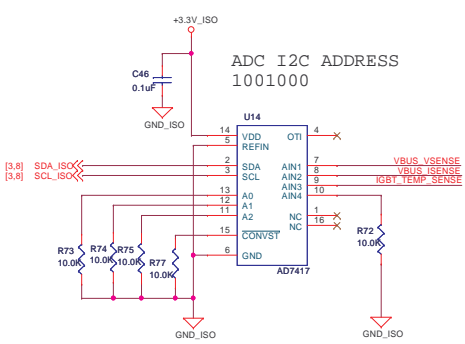 +3.3V_ISO
ADC I2C ADDRESS
1001000
C46
0.1uF
GND_ISO
U14
14 VDD OTI 4
5 REFIN
[3,8] SDA_ISO 2 SDA AIN1 7 VBUS_VSENSE
[3,8] SCL_ISO 3 SCL AIN2 8 VBUS_ISENSE
AIN3 9 IGBT_TEMP_SENSE
13 A0 AIN4 10
12 A1
11 A2 NC 1
NC 16
15 CONVST
6 GND
AD7417
R73
10.0K
R74
10.0K
R75
10.0K
R77
10.0K
R72
10.0K
GND_ISO
GND_ISO